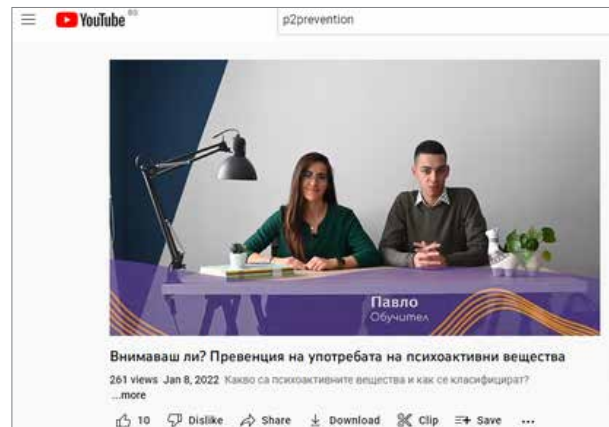 YouTube BG
p2prevention
Павло
Обучител
Внимаваш ли? Превенция на употребата на психоактивни вещества
261 views Jan 8, 2022 Какво са психоактивните вещества и как се класифицират?
...more
10 Dislike Share Download Clip Save ...